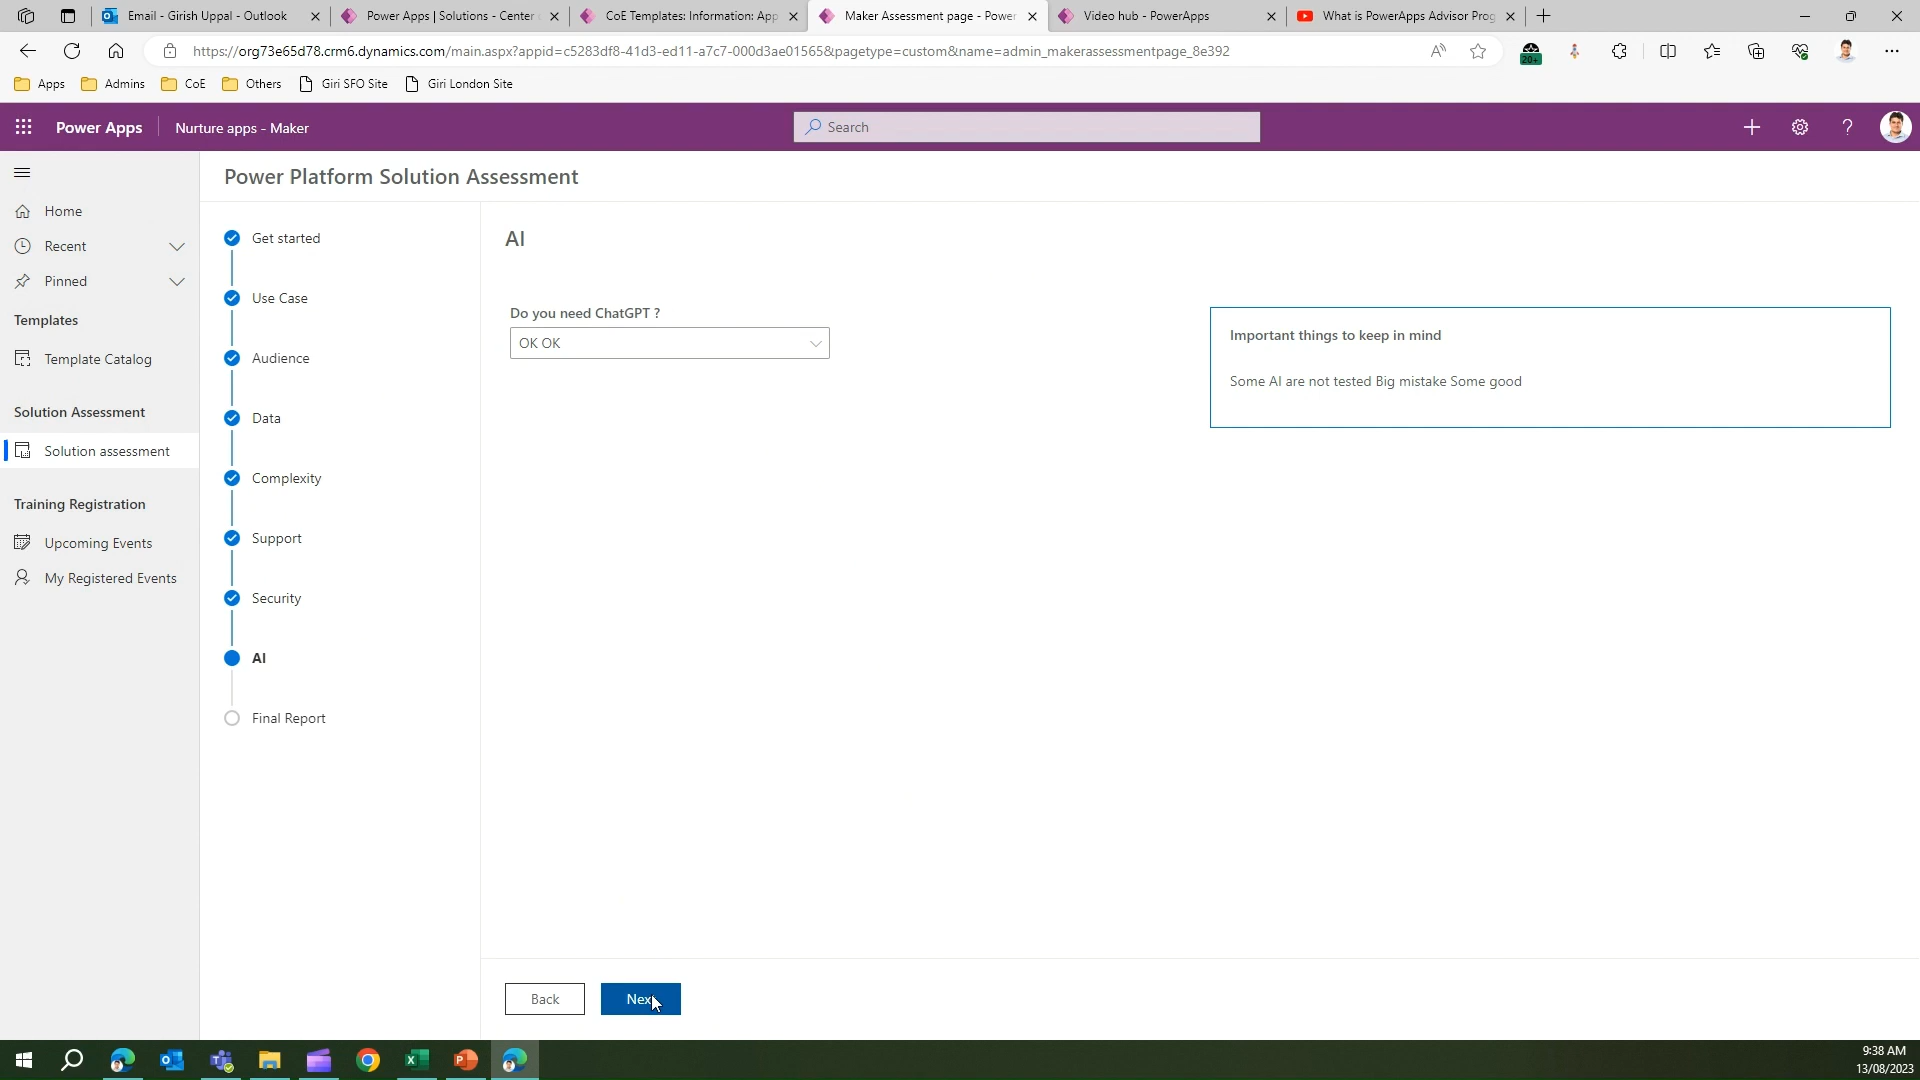 Email - Girish Uppal - Outlook
Power Apps | Solutions - Center
CoE Templates: Information: App
Maker Assessment page - Power
Video hub - PowerApps
What is PowerApps Advisor Prog
https://org73e65d78.crm6.dynamics.com/main.aspx?appid=c5283df8-41d3-ed11-a7c7-000d3ae01565&pagetype=custom&name=admin_makerassessmentpage_8e392
20+
Apps
Admins
CoE
Others
Giri SFO Site
Giri London Site
Power Apps
Nurture apps - Maker
Search
Power Platform Solution Assessment
Home
Recent
Pinned
Templates
Template Catalog
Solution Assessment
Solution assessment
Training Registration
Upcoming Events
My Registered Events
Get started
Use Case
Audience
Data
Complexity
Support
Security
AI
Final Report
AI
Do you need ChatGPT ?
OK OK
Important things to keep in mind
Some AI are not tested Big mistake Some good
Back
Next
9:38 AM
13/08/2023